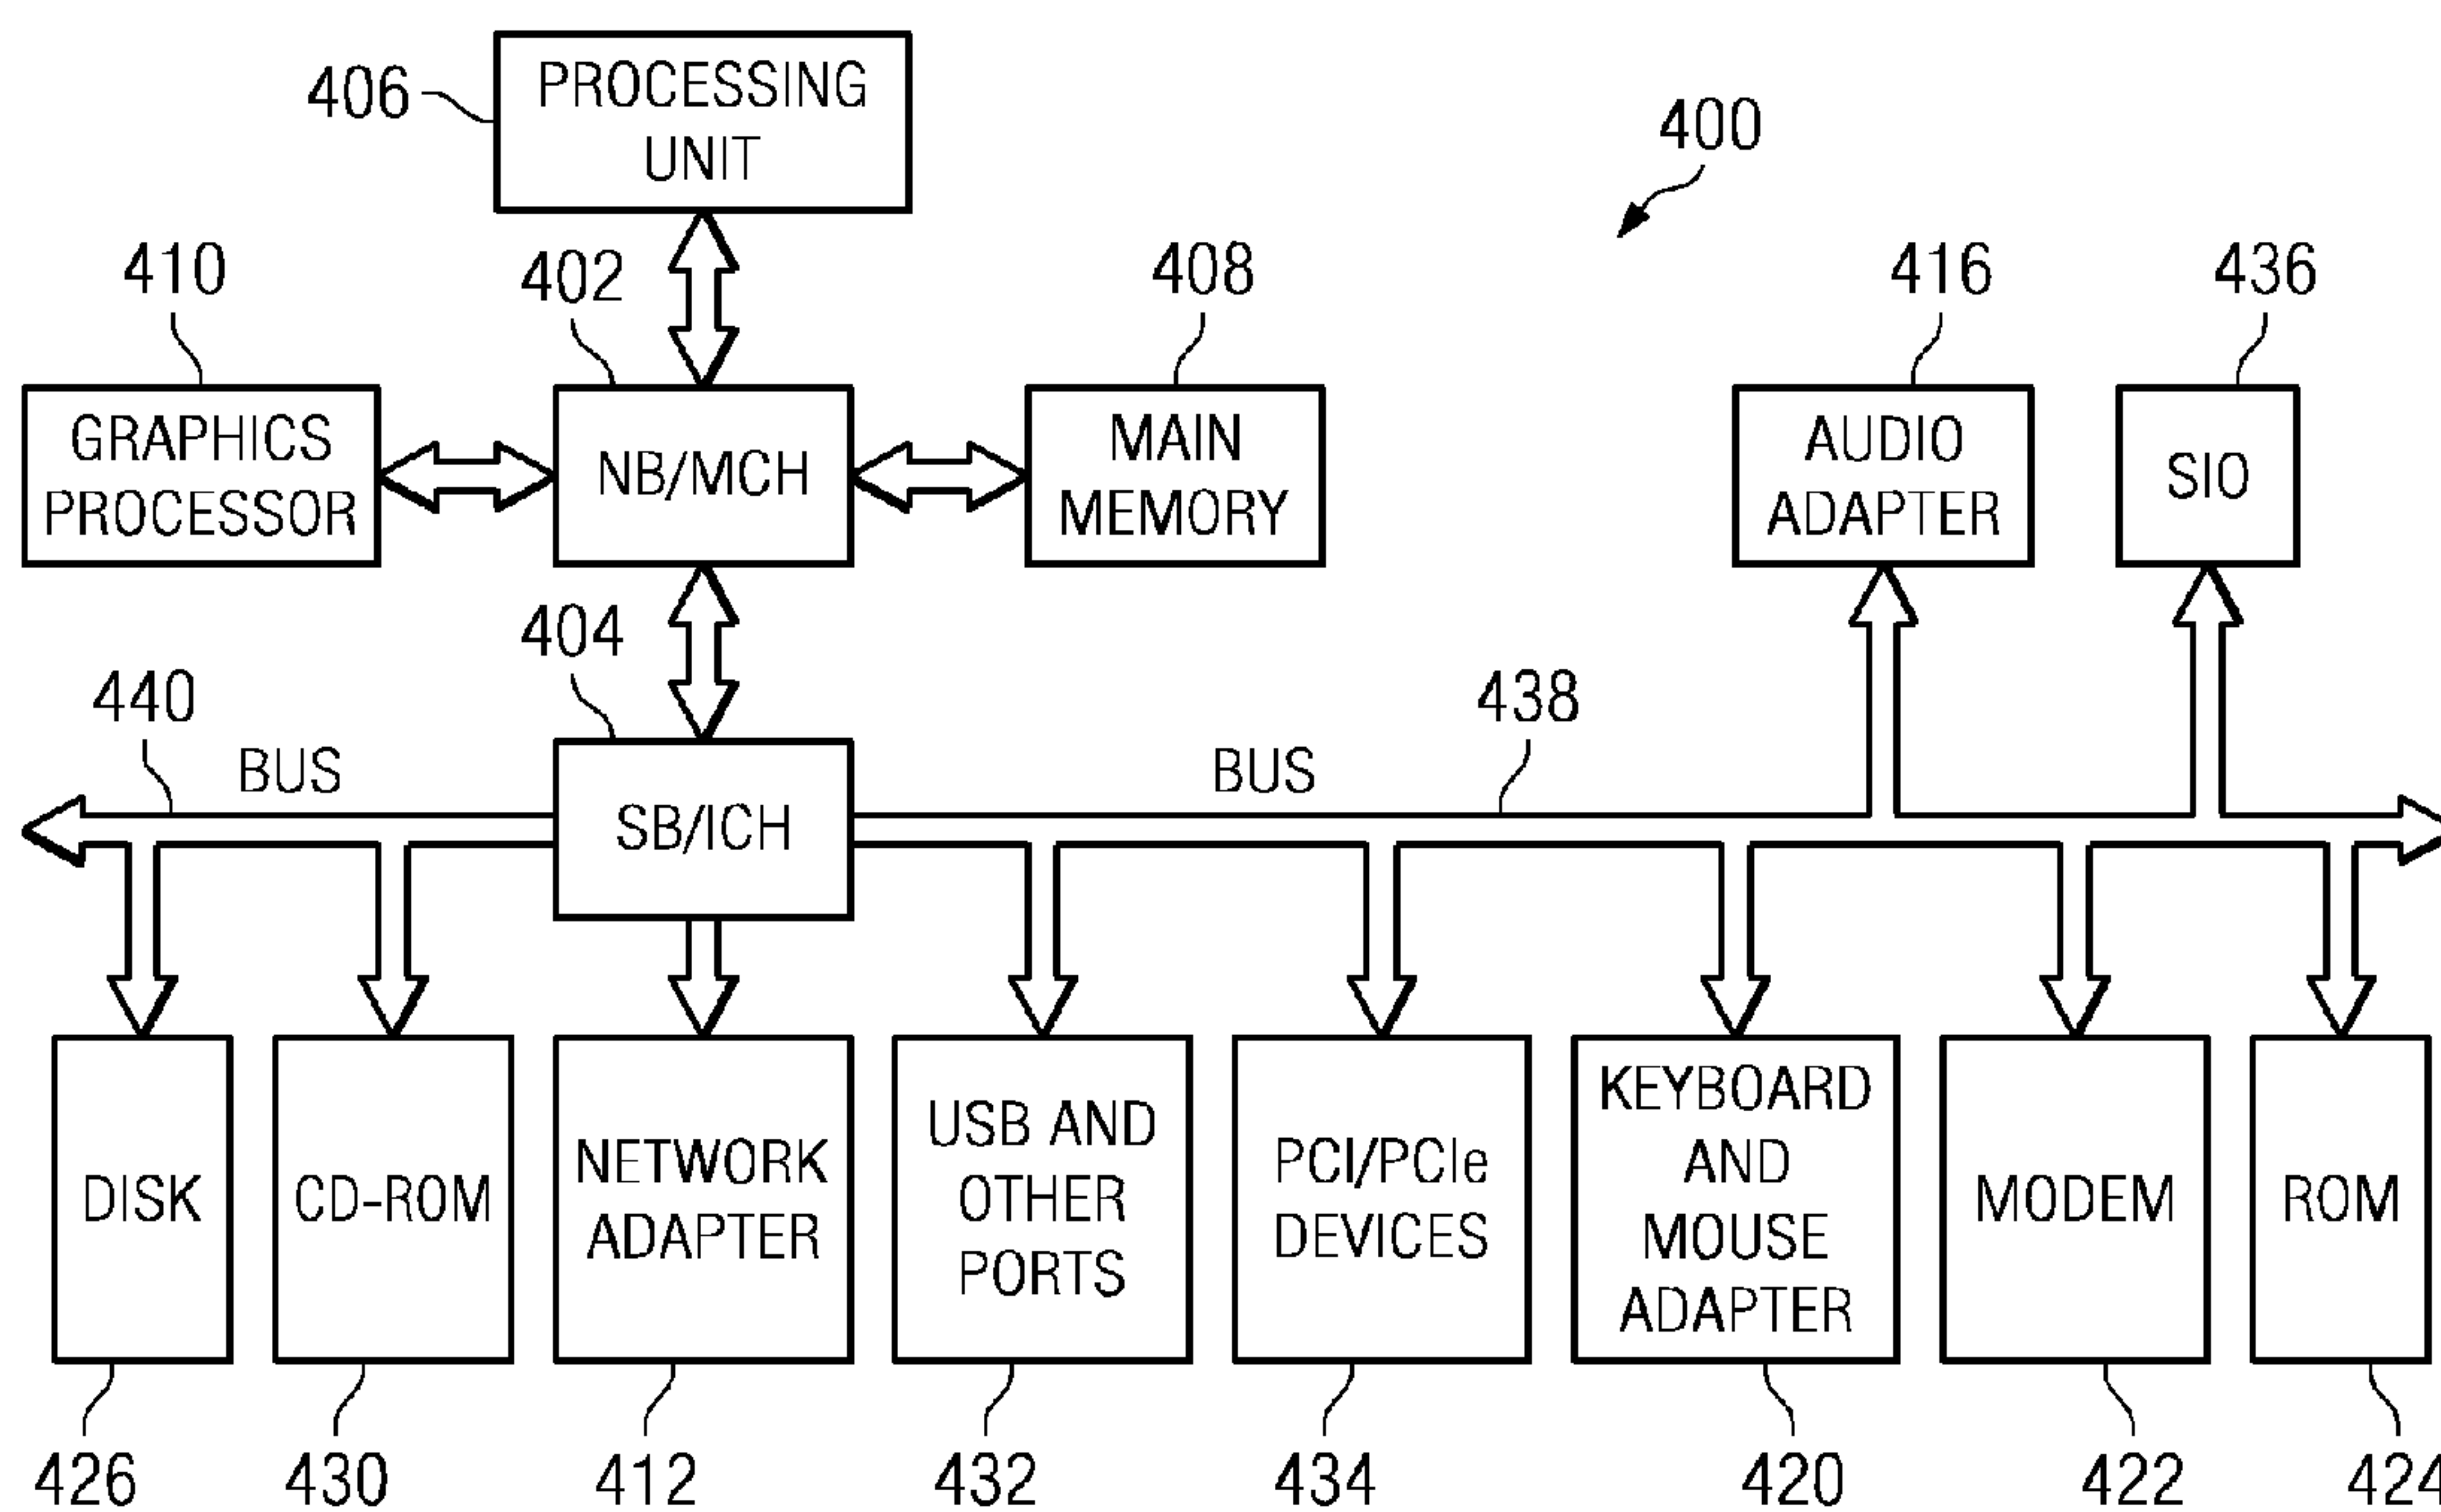 PROCESSING
UNIT
406
400
410
402
408
416
436
GRAPHICS
PROCESSOR
NB/MCH
MAIN
MEMORY
AUDIO
ADAPTER
SIO
404
440
BUS
438
BUS
SB/ICH
DISK
CD-ROM
NETWORK
ADAPTER
USB AND
OTHER
PORTS
PCI/PCIe
DEVICES
KEYBOARD
AND
MOUSE
ADAPTER
MODEM
ROM
426
430
412
432
434
420
422
424